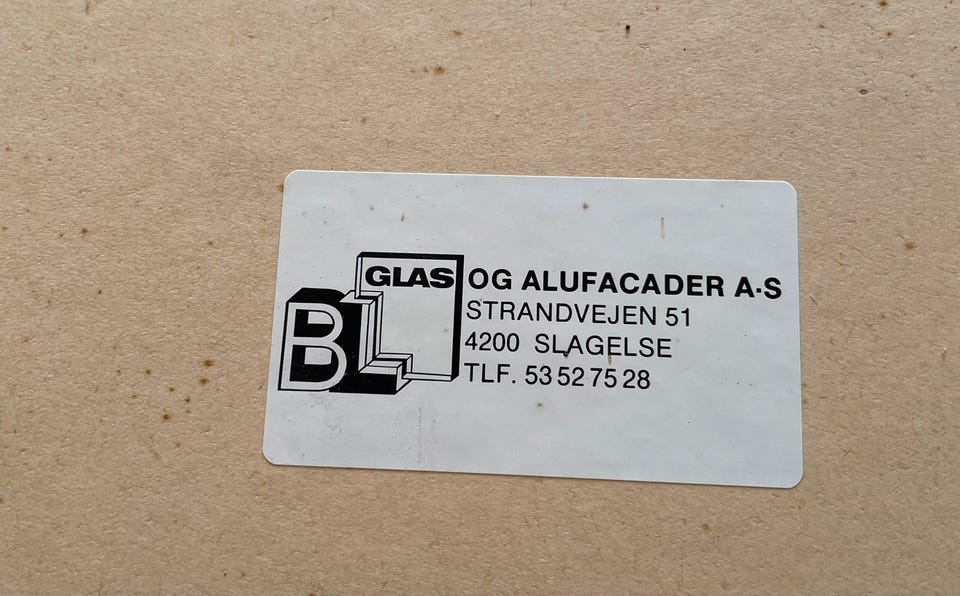 BL GLAS OG ALUFACADER A·S
STRANDVEJEN 51
4200 SLAGELSE
TLF. 53 52 75 28